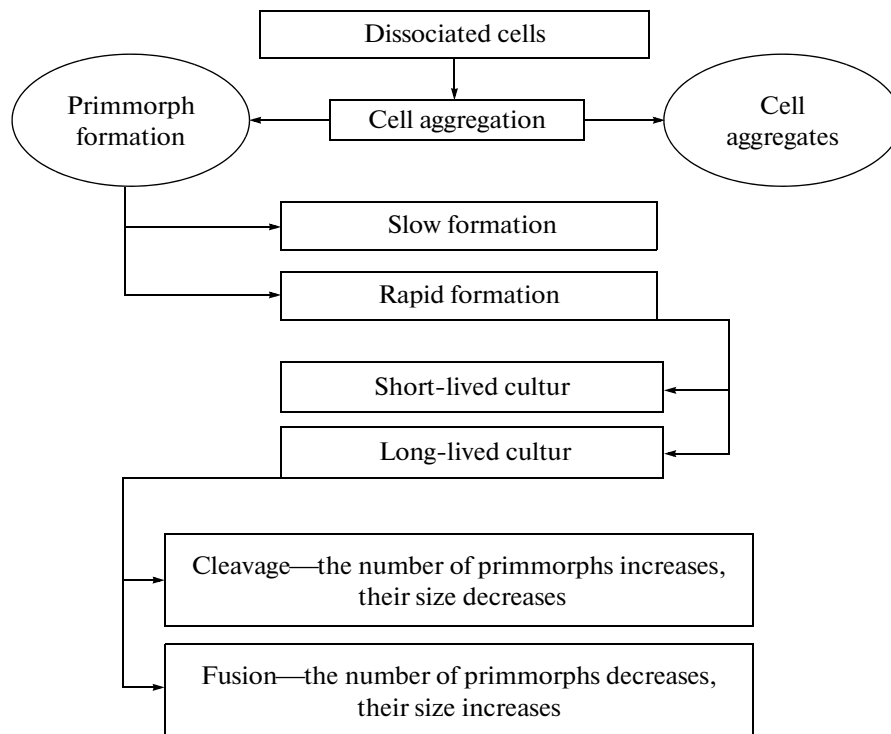 Dissociated cells
Primmorph
formation
Cell aggregation
Cell
aggregates
Slow formation
Rapid formation
Short-lived cultur
Long-lived cultur
Cleavage—the number of primmorphs increases,
their size decreases
Fusion—the number of primmorphs decreases,
their size increases